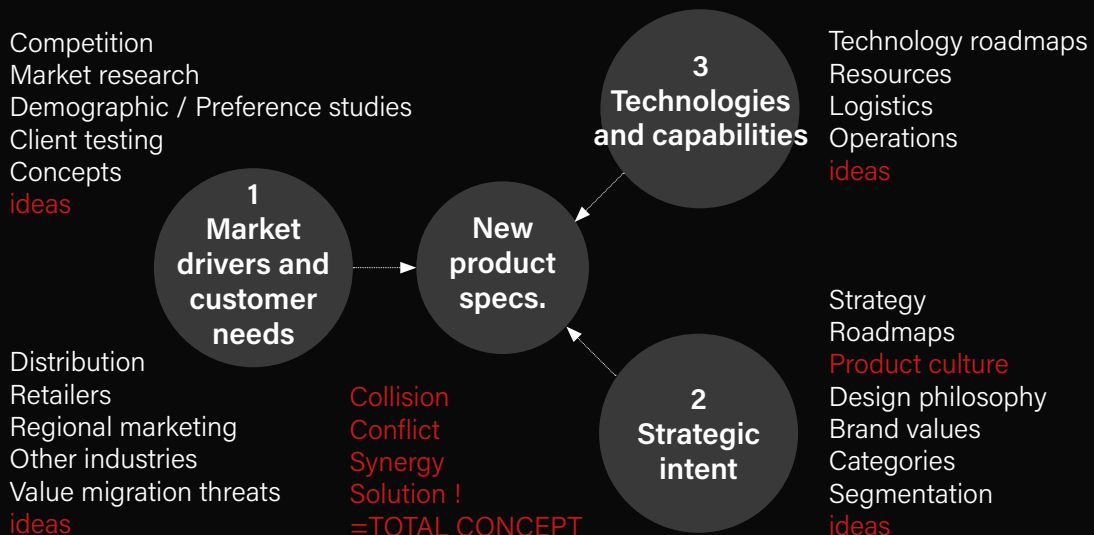 Competition
Market research
Demographic / Preference studies
Client testing
Concepts
ideas
1
Market
drivers and
customer
needs
Distribution
Retailers
Regional marketing
Other industries
Value migration threats
ideas
New
product
specs.
Collision
Conflict
Synergy
Solution !
=TOTAL CONCEPT
3
Technologies
and capabilities
Technology roadmaps
Resources
Logistics
Operations
ideas
2
Strategic
intent
Strategy
Roadmaps
Product culture
Design philosophy
Brand values
Categories
Segmentation
ideas